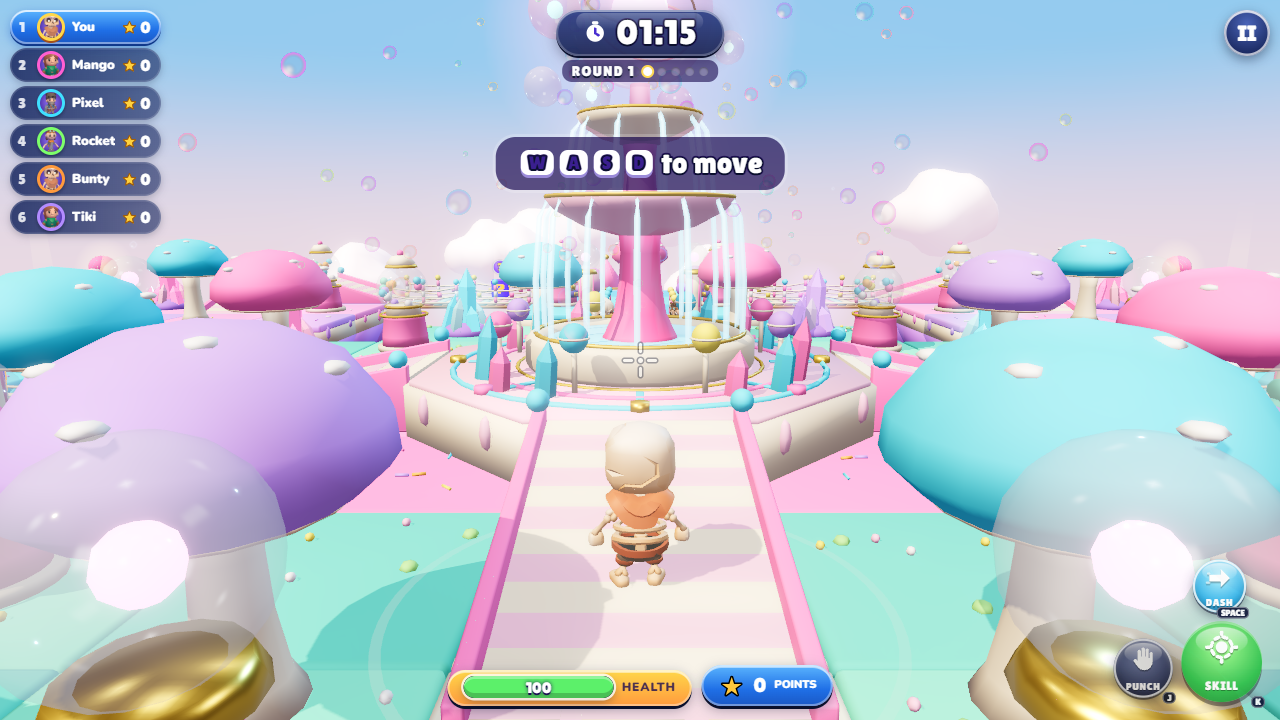 1 You 0
2 Mango 0
3 Pixel 0
4 Rocket 0
5 Bunty 0
6 Tiki 0
01:15
ROUND 1
W A S D to move
100 HEALTH
0 POINTS
DASH
SPACE
PUNCH
J
SKILL
K